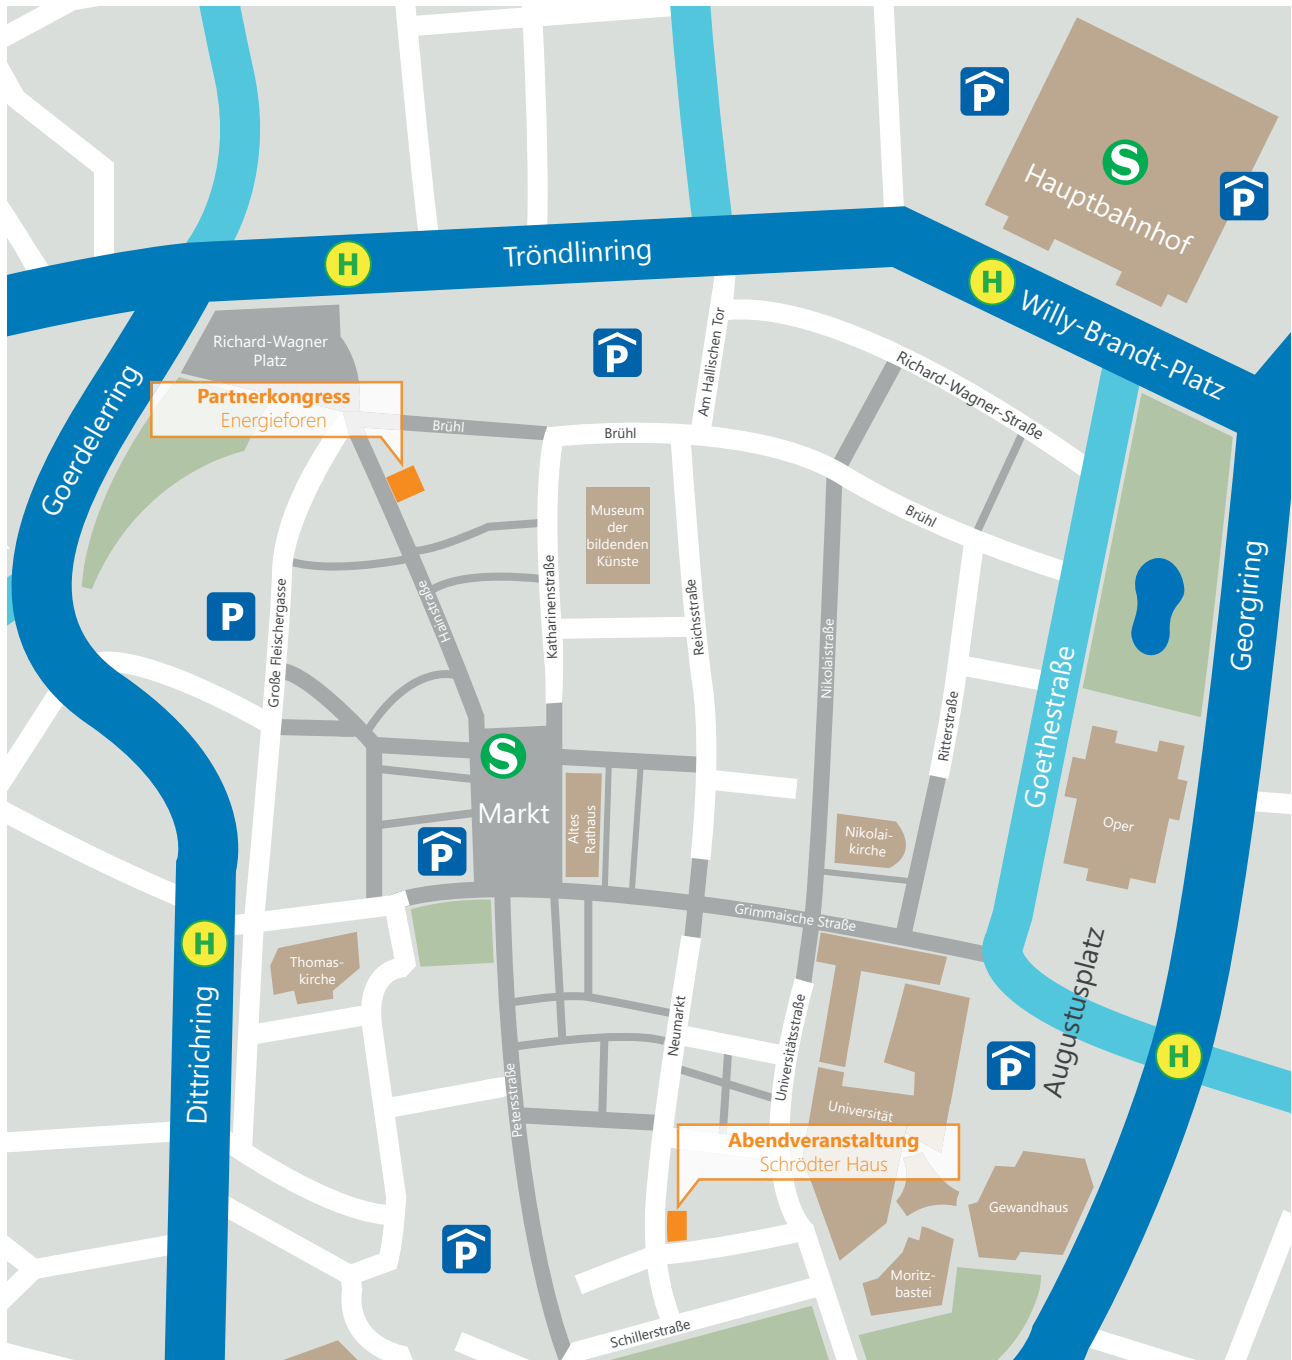 P
S
Hauptbahnhof
P
H
Tröndlinring
H
Willy-Brandt-Platz
Richard-Wagner
Platz
P
Am Hallischen Tor
Richard-Wagner-Straße
Goerdelerring
Partnerkongress
Energieforen
Brühl
Brühl
Brühl
Museum
der
bildenden
Künste
P
Große Fleischergasse
Hainstraße
Katharinenstraße
Reichsstraße
Nikolaistraße
Ritterstraße
Goethestraße
Georgiring
S
Markt
P
Altes
Rathaus
Nikolai-
kirche
Oper
Grimmaische Straße
H
Thomas-
kirche
Dittrichring
Petersstraße
Neumarkt
Universitätsstraße
Augustusplatz
P
H
Universität
Abendveranstaltung
Schrödter Haus
Gewandhaus
P
Moritz-
bastei
Schillerstraße